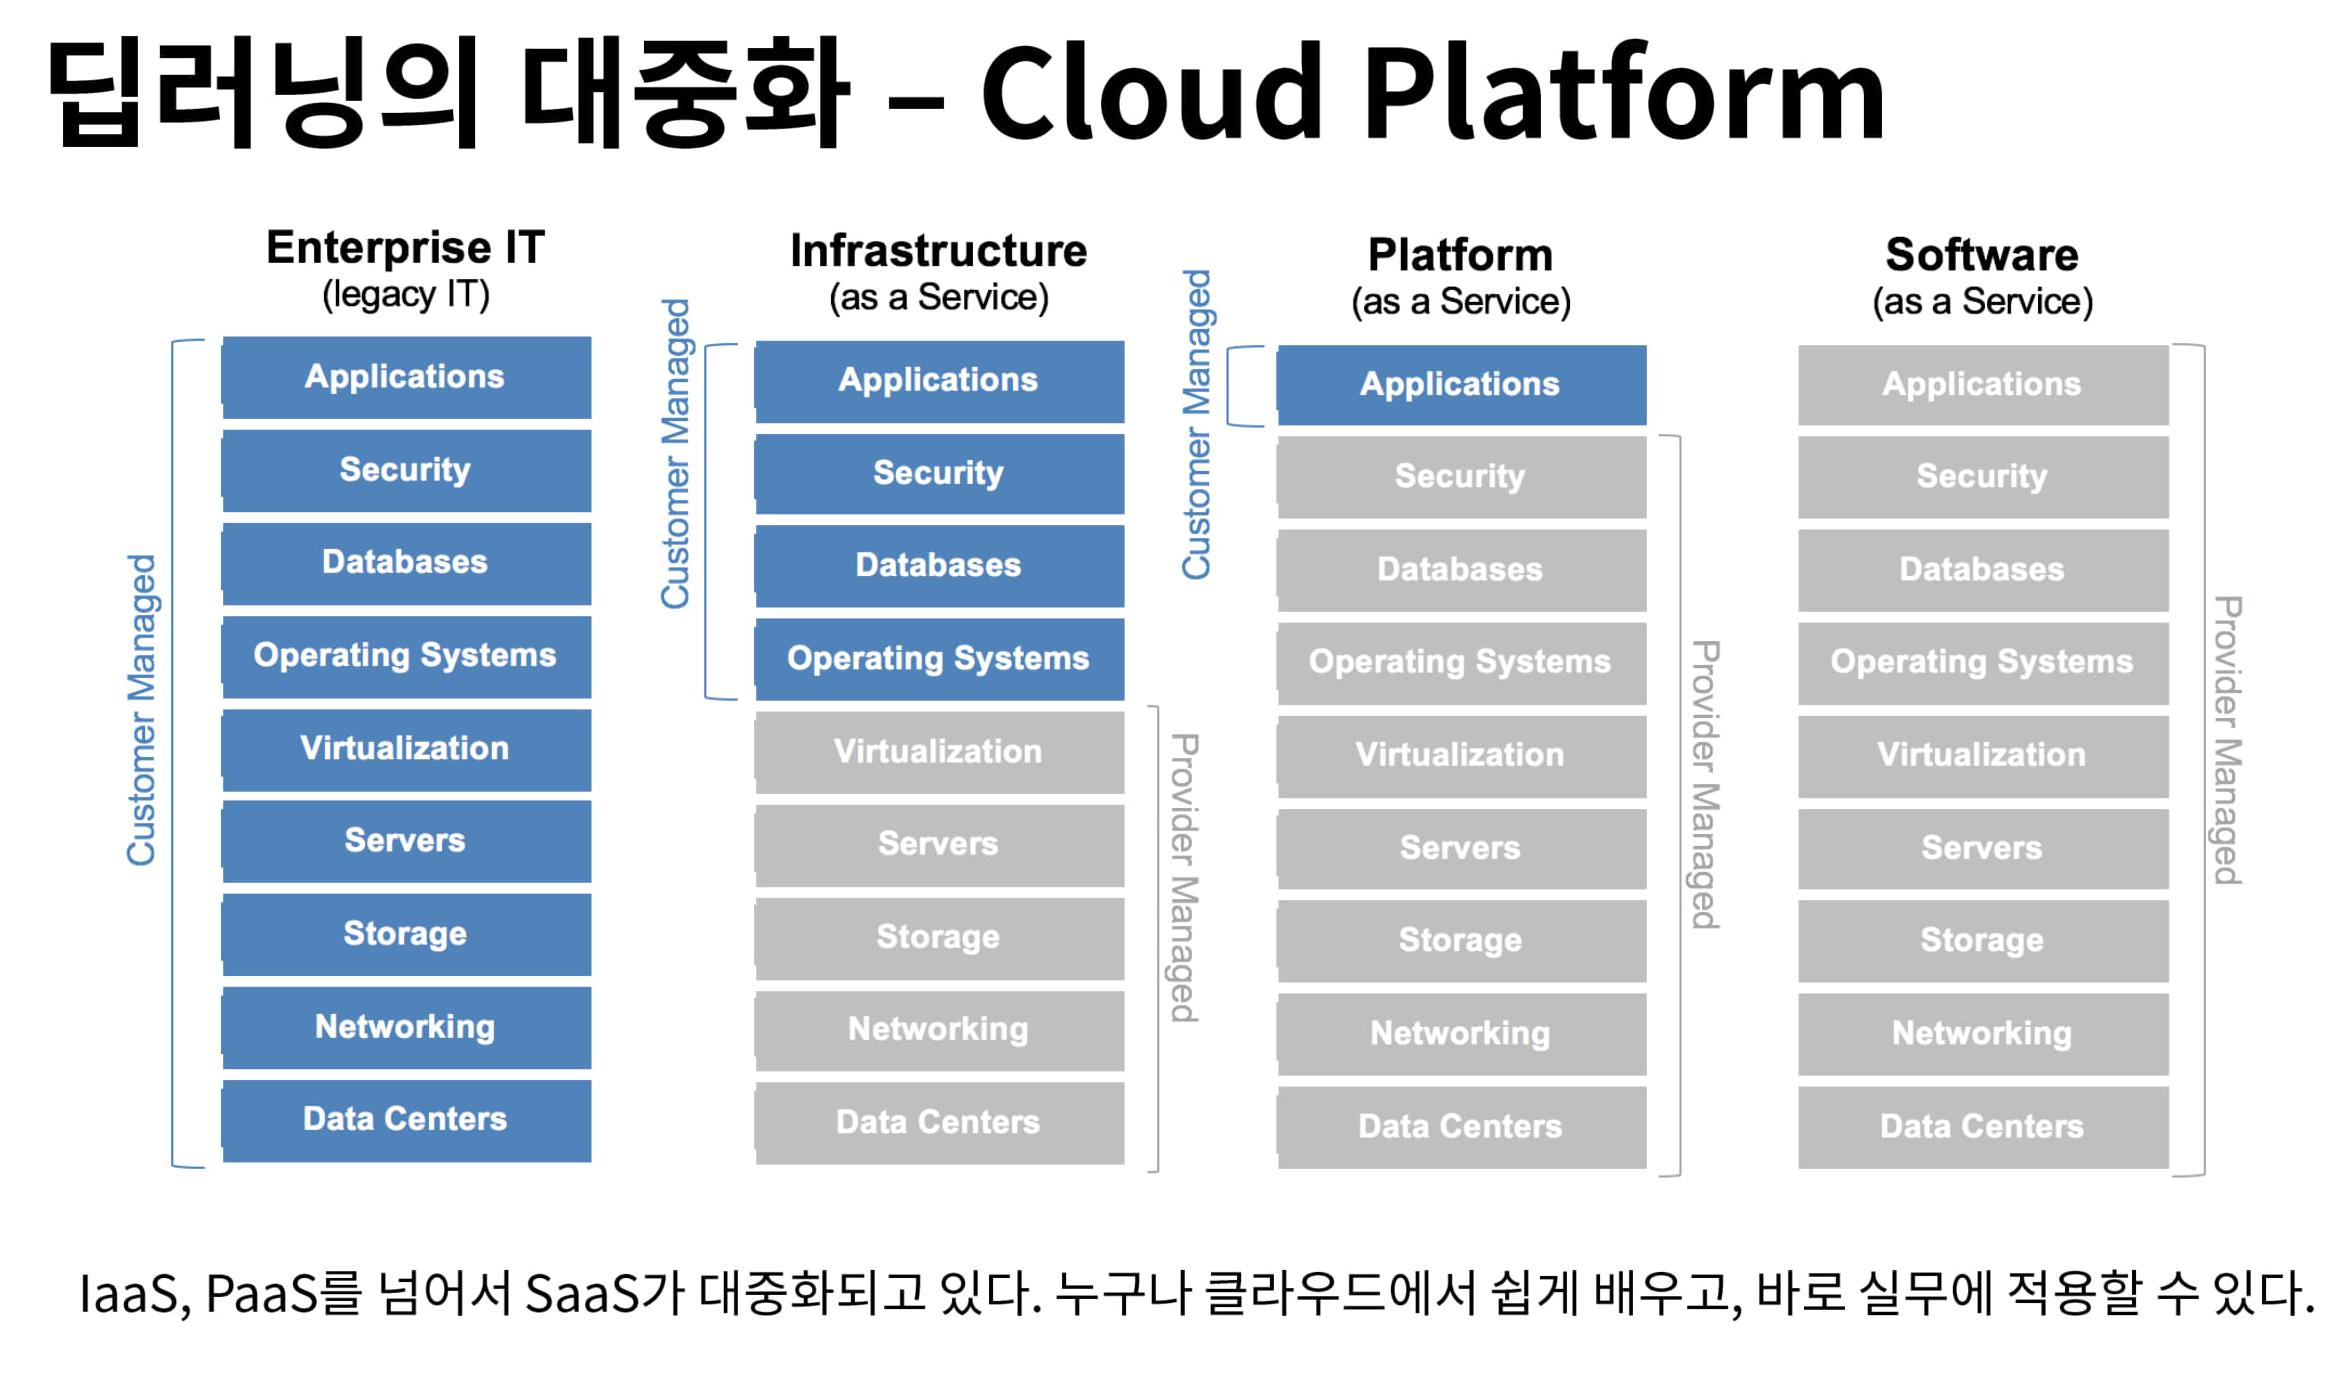 딥러닝의 대중화 – Cloud Platform
Enterprise IT
(legacy IT)
Customer Managed
Applications
Security
Databases
Operating Systems
Virtualization
Servers
Storage
Networking
Data Centers
Infrastructure
(as a Service)
Customer Managed
Applications
Security
Databases
Operating Systems
Virtualization
Servers
Storage
Networking
Data Centers
Provider Managed
Platform
(as a Service)
Customer Managed
Applications
Security
Databases
Operating Systems
Virtualization
Servers
Storage
Networking
Data Centers
Provider Managed
Software
(as a Service)
Applications
Security
Databases
Operating Systems
Virtualization
Servers
Storage
Networking
Data Centers
Provider Managed
IaaS, PaaS를 넘어서 SaaS가 대중화되고 있다. 누구나 클라우드에서 쉽게 배우고, 바로 실무에 적용할 수 있다.